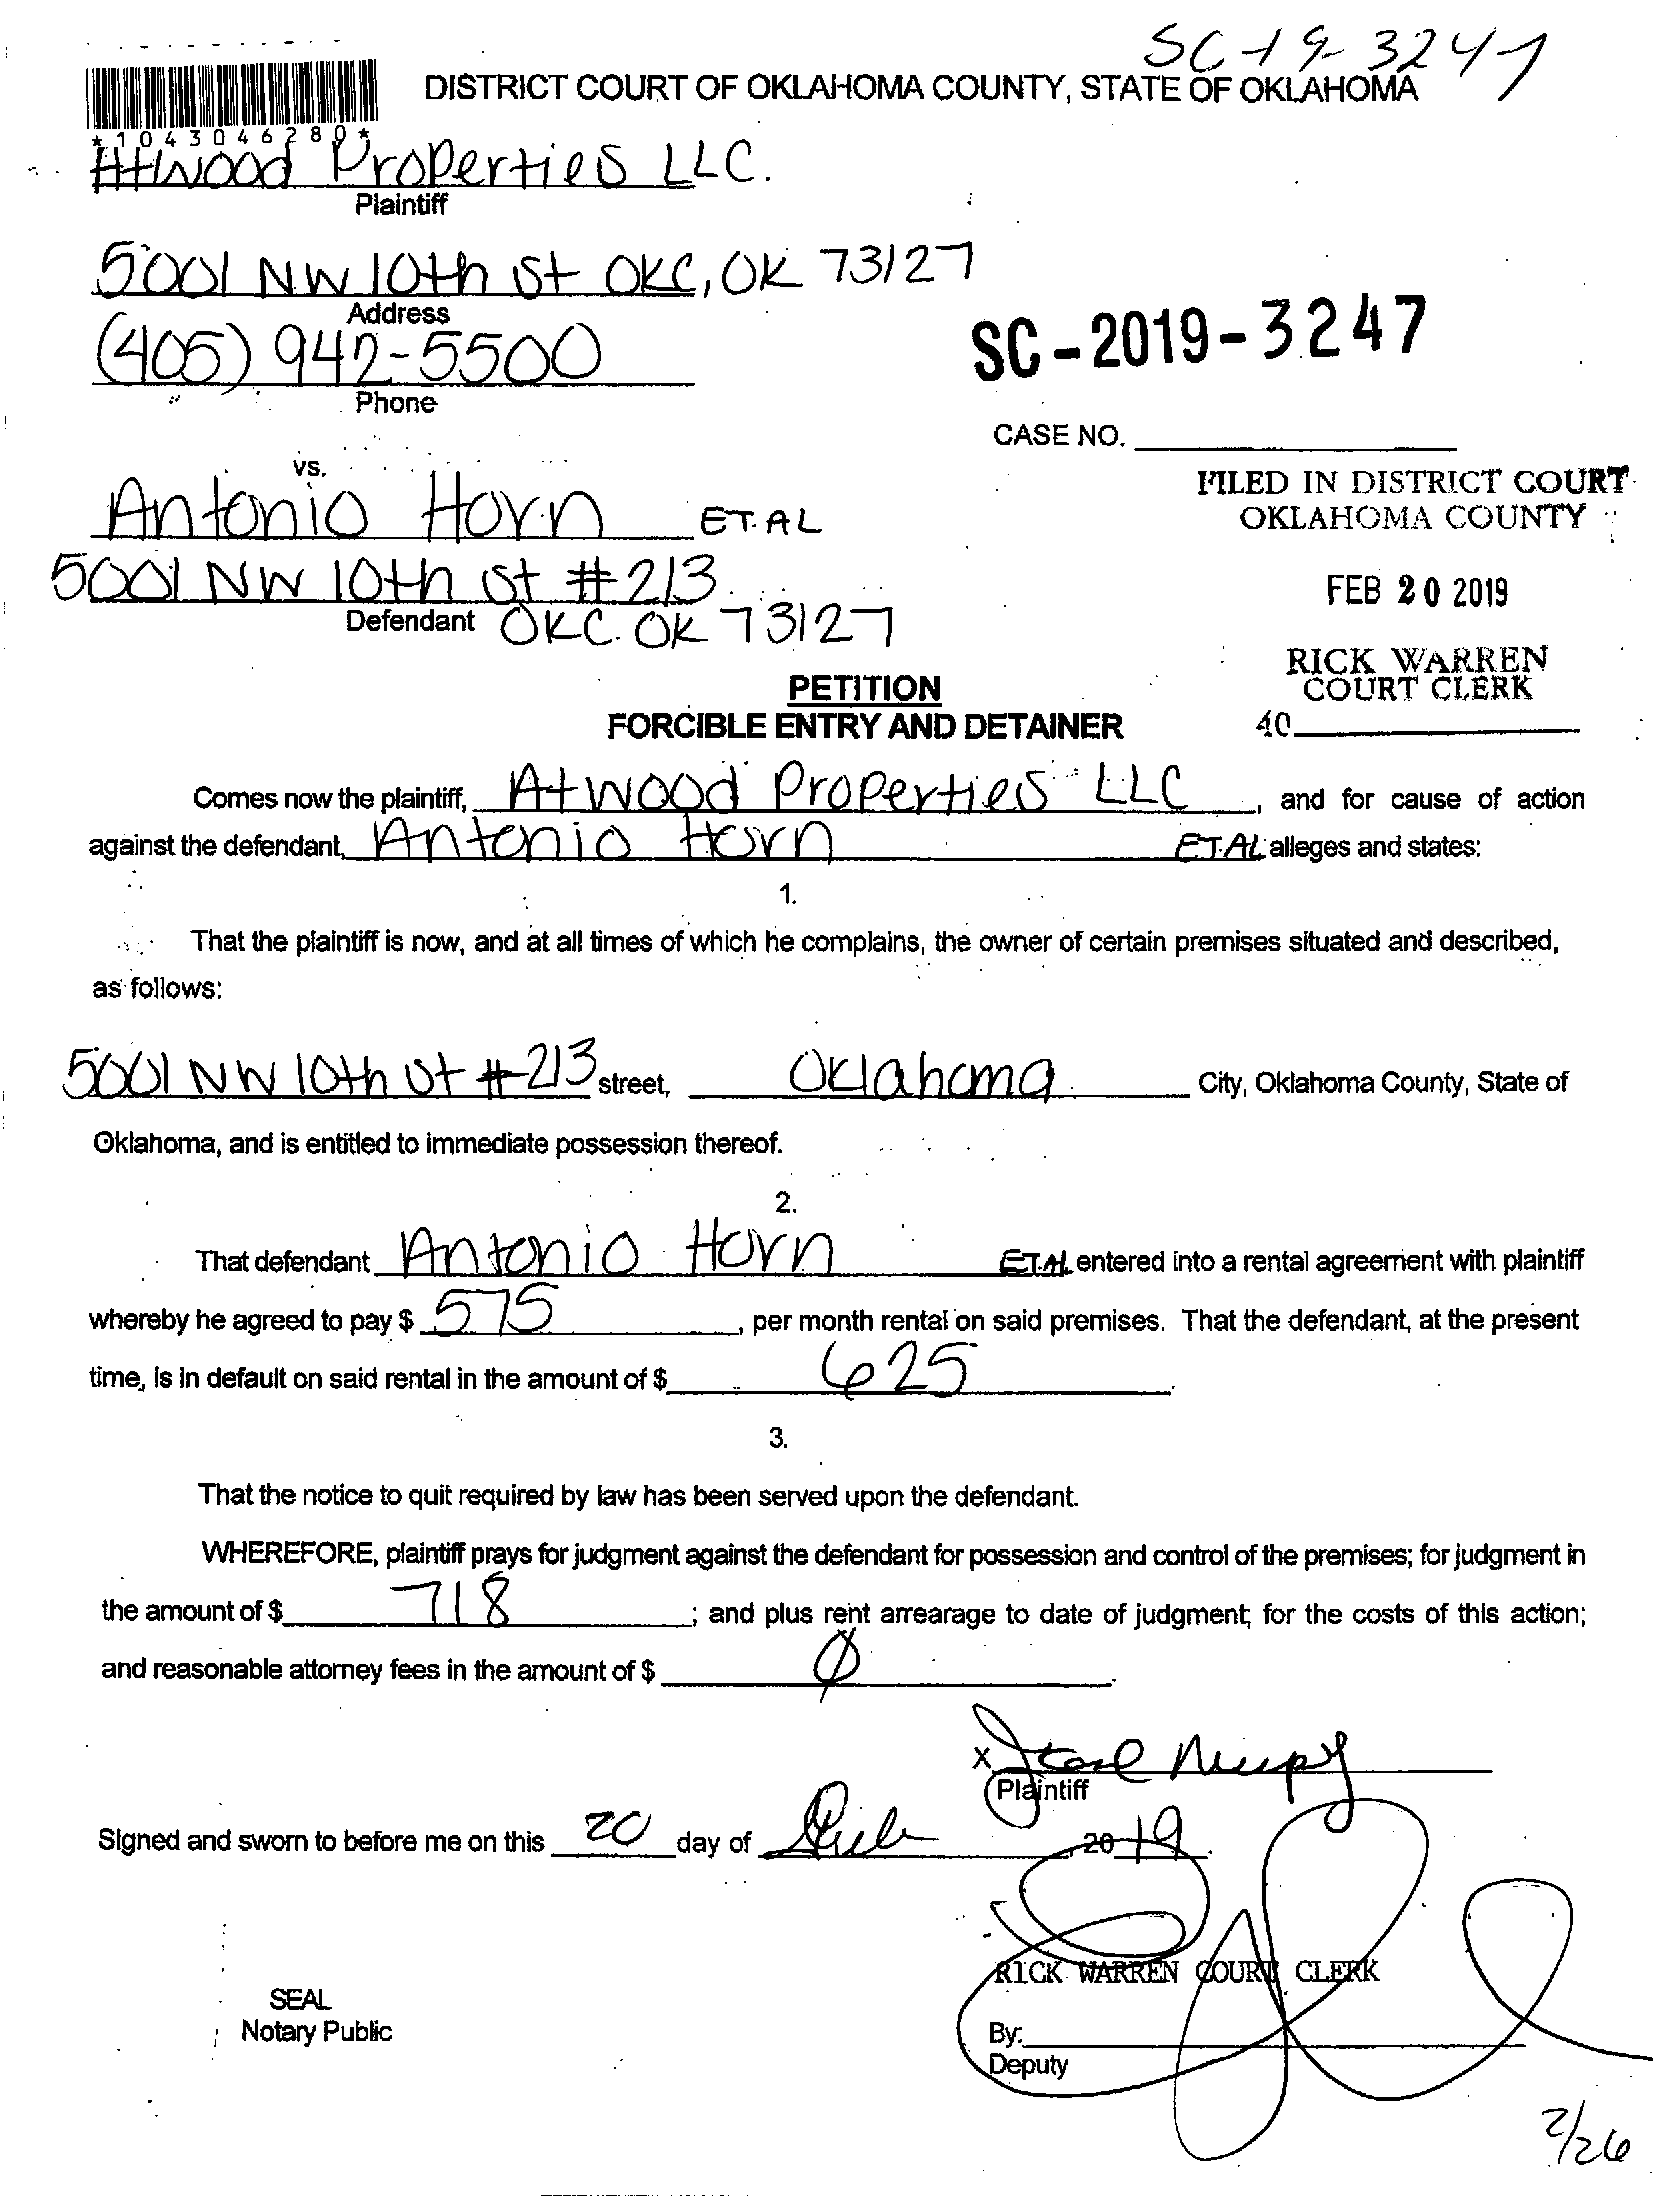 SC-19-3247
DISTRICT COURT OF OKLAHOMA COUNTY, STATE OF OKLAHOMA
*1043046280*
Atwood Properties LLC.
Plaintiff
5001 NW 10th St OKC, OK 73127
Address
(405) 942-5500
Phone
SC-2019-3247
CASE NO.
vs.
Antonio Horn ET.AL
5001 NW 10th St #213
Defendant OKC. OK 73127
FILED IN DISTRICT COURT
OKLAHOMA COUNTY
FEB 20 2019
RICK WARREN
COURT CLERK
40
PETITION
FORCIBLE ENTRY AND DETAINER
Comes now the plaintiff, Atwood Properties LLC, and for cause of action
against the defendant, Antonio Horn ET.AL alleges and states:
1.
That the plaintiff is now, and at all times of which he complains, the owner of certain premises situated and described,
as follows:
5001 NW 10th St #213 street, Oklahoma City, Oklahoma County, State of
Oklahoma, and is entitled to immediate possession thereof.
2.
That defendant Antonio Horn ET.AL entered into a rental agreement with plaintiff
whereby he agreed to pay $ 575, per month rental on said premises. That the defendant, at the present
time, is in default on said rental in the amount of $ 625.
3.
That the notice to quit required by law has been served upon the defendant.
WHEREFORE, plaintiff prays for judgment against the defendant for possession and control of the premises; for judgment in
the amount of $ 718; and plus rent arrearage to date of judgment; for the costs of this action;
and reasonable attorney fees in the amount of $ Ø.
X
Plaintiff
Signed and sworn to before me on this 20 day of Feb, 2019.
RICK WARREN COURT CLERK
SEAL
Notary Public
By:
Deputy
2/26